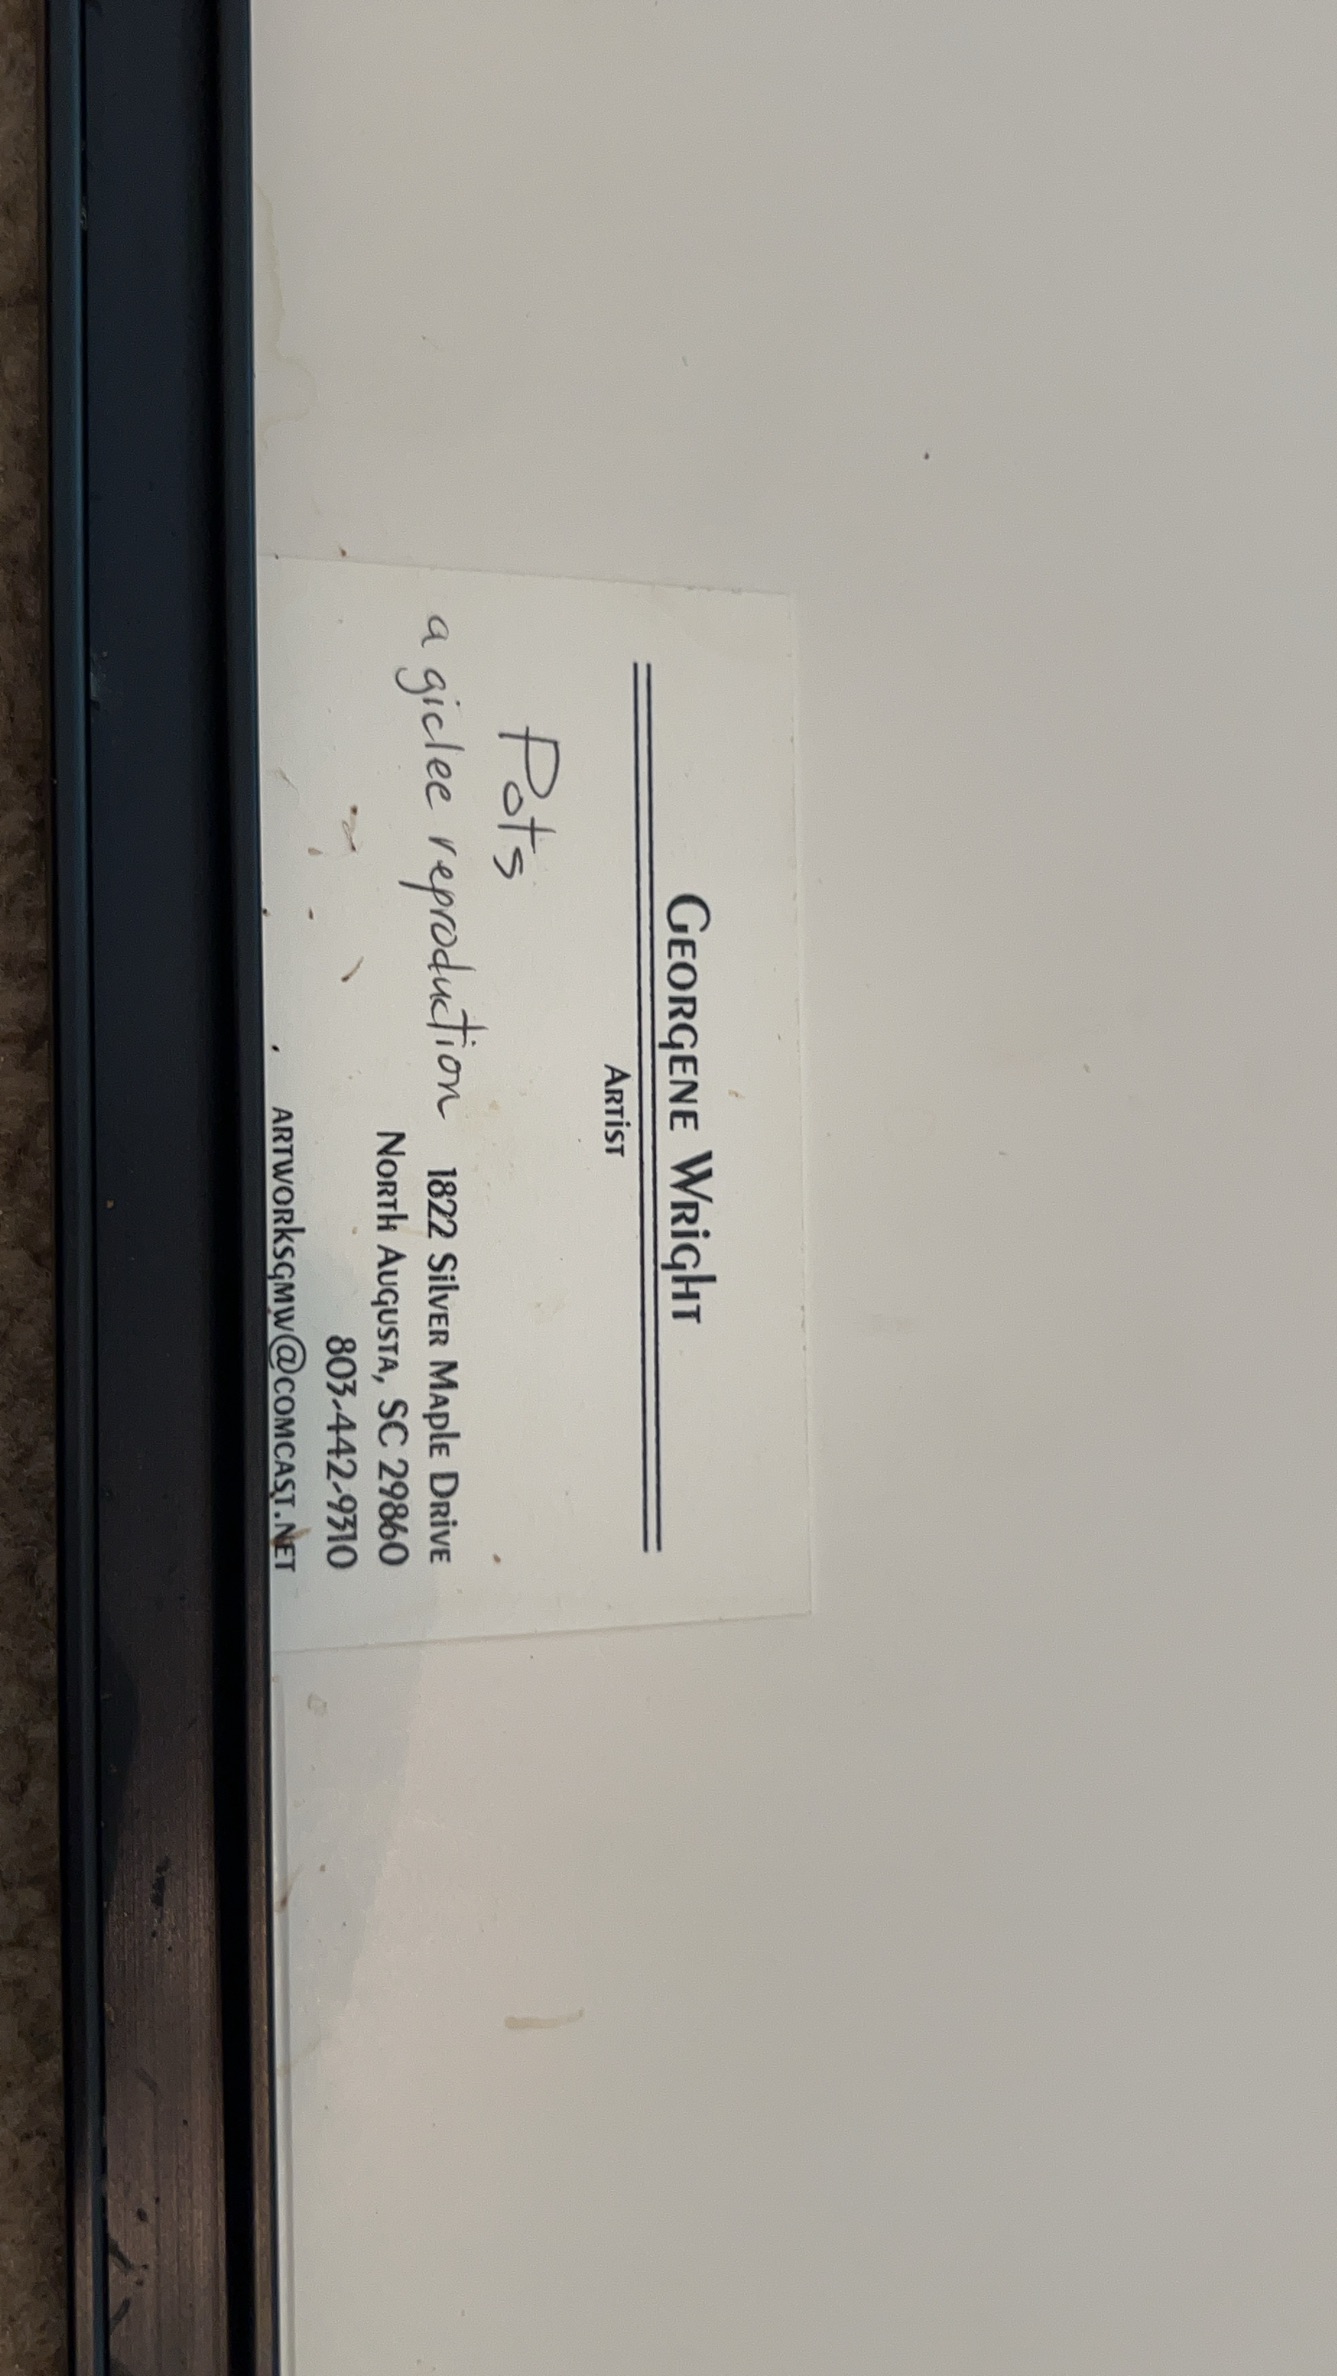 GEORGENE WRIGHT
ARTIST
Pots
a giclee reproduction
1822 SILVER MAPLE DRIVE
NORTH AUGUSTA, SC 29860
803-442-9310
ARTWORKSGMW@COMCAST.NET